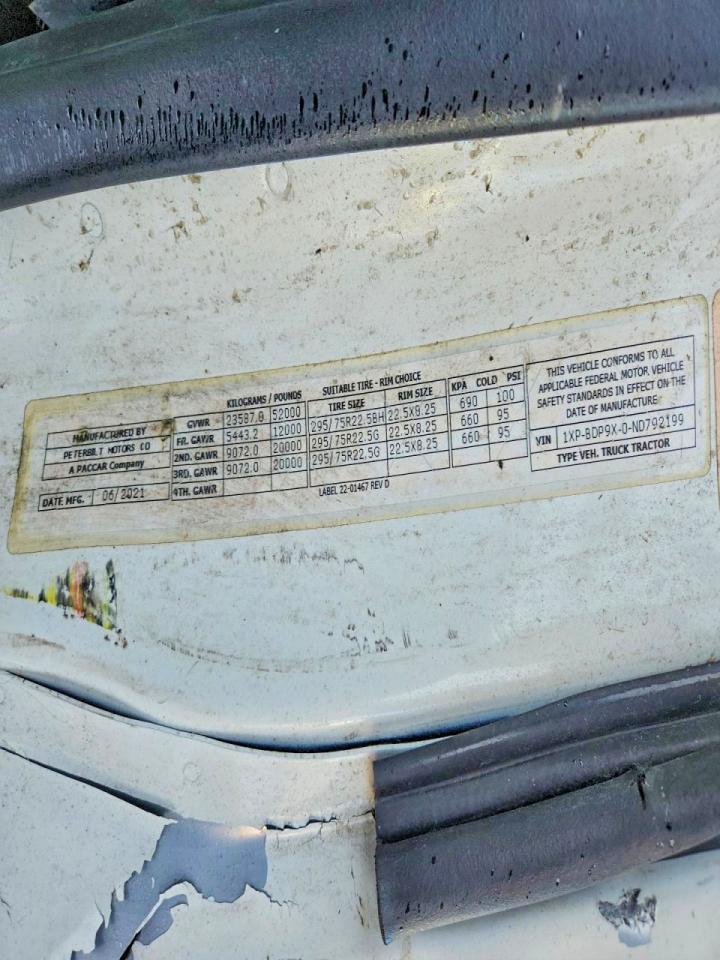 MANUFACTURED BY
PETERBILT MOTORS CO
A PACCAR Company
DATE MFG. 06/2021
KILOGRAMS / POUNDS
GVWR 23587.0 52000
FR. GAWR 5443.2 12000
2ND. GAWR 9072.0 20000
3RD. GAWR 9072.0 20000
4TH. GAWR
SUITABLE TIRE - RIM CHOICE
TIRE SIZE RIM SIZE
295/75R22.5BH 22.5X8.25
295/75R22.5G 22.5X8.25
295/75R22.5G 22.5X8.25
LABEL 22-01467 REV D
KPA COLD PSI
690 100
660 95
660 95
THIS VEHICLE CONFORMS TO ALL
APPLICABLE FEDERAL MOTOR VEHICLE
SAFETY STANDARDS IN EFFECT ON THE
DATE OF MANUFACTURE.
VIN 1XP-BDP9X-0-ND792199
TYPE VEH. TRUCK TRACTOR